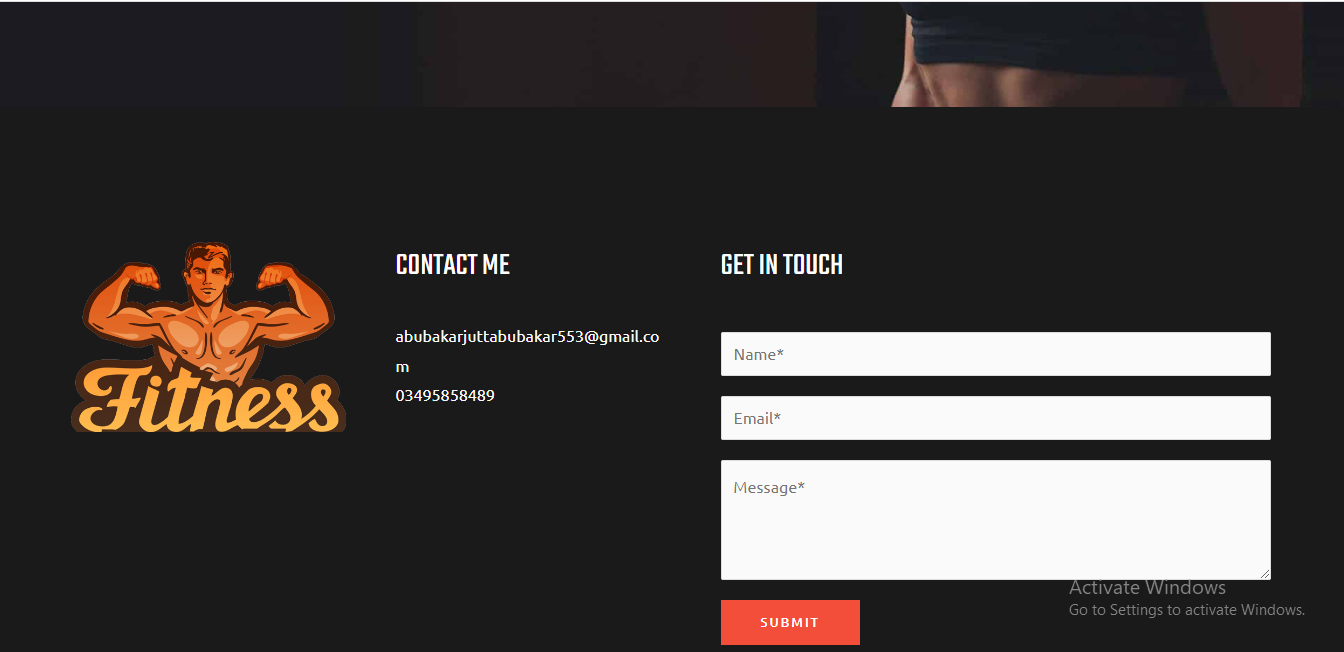 Fitness
CONTACT ME
abubakarjuttabubakar553@gmail.co
m
03495858489
GET IN TOUCH
Name*
Email*
Message*
SUBMIT
Activate Windows
Go to Settings to activate Windows.